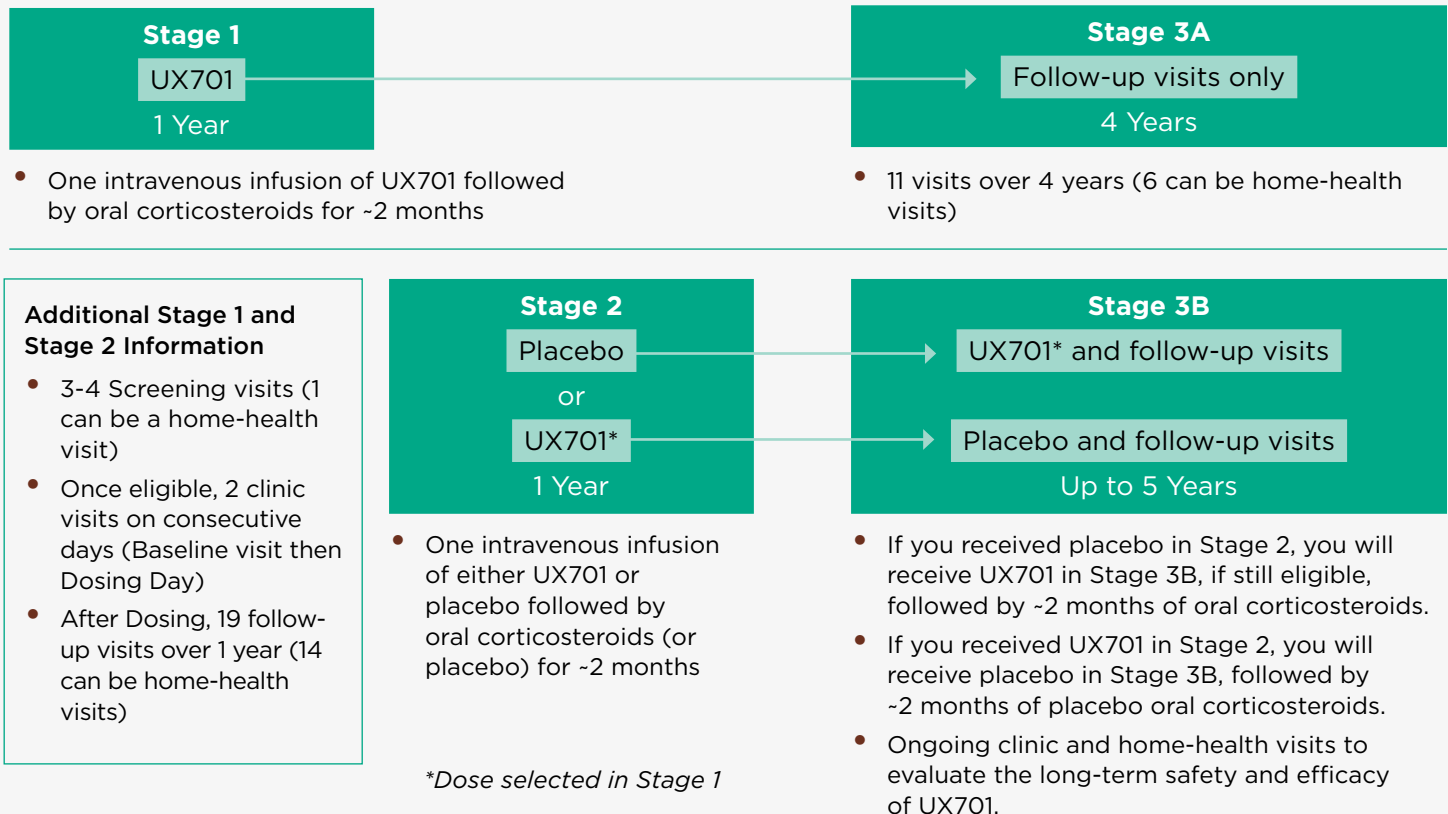 Stage 1
UX701
1 Year
• One intravenous infusion of UX701 followed
by oral corticosteroids for ~2 months
Stage 3A
Follow-up visits only
4 Years
• 11 visits over 4 years (6 can be home-health
visits)
Additional Stage 1 and
Stage 2 Information
• 3-4 Screening visits (1
can be a home-health
visit)
• Once eligible, 2 clinic
visits on consecutive
days (Baseline visit then
Dosing Day)
• After Dosing, 19 follow-
up visits over 1 year (14
can be home-health
visits)
Stage 2
Placebo
or
UX701*
1 Year
• One intravenous infusion
of either UX701 or
placebo followed by
oral corticosteroids (or
placebo) for ~2 months
*Dose selected in Stage 1
Stage 3B
UX701* and follow-up visits
Placebo and follow-up visits
Up to 5 Years
• If you received placebo in Stage 2, you will
receive UX701 in Stage 3B, if still eligible,
followed by ~2 months of oral corticosteroids.
• If you received UX701 in Stage 2, you will
receive placebo in Stage 3B, followed by
~2 months of placebo oral corticosteroids.
• Ongoing clinic and home-health visits to
evaluate the long-term safety and efficacy
of UX701.